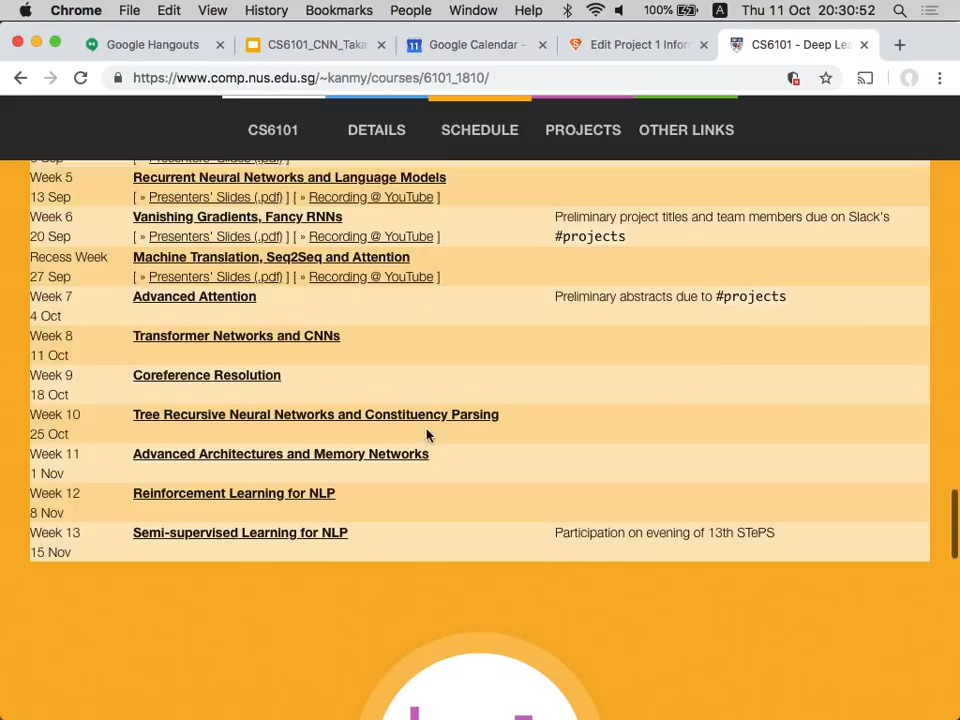 Chrome File Edit View History Bookmarks People Window Help 100% A Thu 11 Oct 20:30:52
Google Hangouts CS6101_CNN_Taka Google Calendar - Edit Project 1 Infor CS6101 - Deep Lea
https://www.comp.nus.edu.sg/~kanmy/courses/6101_1810/
CS6101 DETAILS SCHEDULE PROJECTS OTHER LINKS
Sep [ » Presenters' Slides (.pdf) ]
Week 5 Recurrent Neural Networks and Language Models
13 Sep [ » Presenters' Slides (.pdf) ] [ » Recording @ YouTube ]
Week 6 Vanishing Gradients, Fancy RNNs Preliminary project titles and team members due on Slack's
20 Sep [ » Presenters' Slides (.pdf) ] [ » Recording @ YouTube ] #projects
Recess Week Machine Translation, Seq2Seq and Attention
27 Sep [ » Presenters' Slides (.pdf) ] [ » Recording @ YouTube ]
Week 7 Advanced Attention Preliminary abstracts due to #projects
4 Oct
Week 8 Transformer Networks and CNNs
11 Oct
Week 9 Coreference Resolution
18 Oct
Week 10 Tree Recursive Neural Networks and Constituency Parsing
25 Oct
Week 11 Advanced Architectures and Memory Networks
1 Nov
Week 12 Reinforcement Learning for NLP
8 Nov
Week 13 Semi-supervised Learning for NLP Participation on evening of 13th STePS
15 Nov